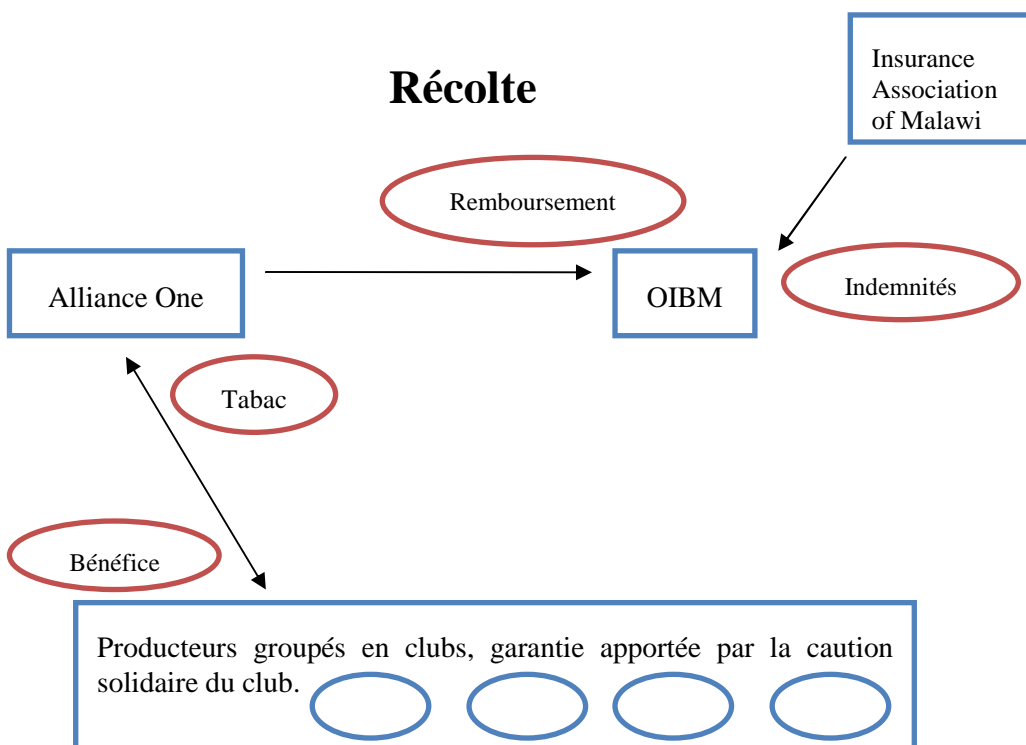 Récolte
Insurance
Association
of Malawi
Remboursement
Alliance One
OIBM
Indemnités
Tabac
Bénéfice
Producteurs groupés en clubs, garantie apportée par la caution
solidaire du club.